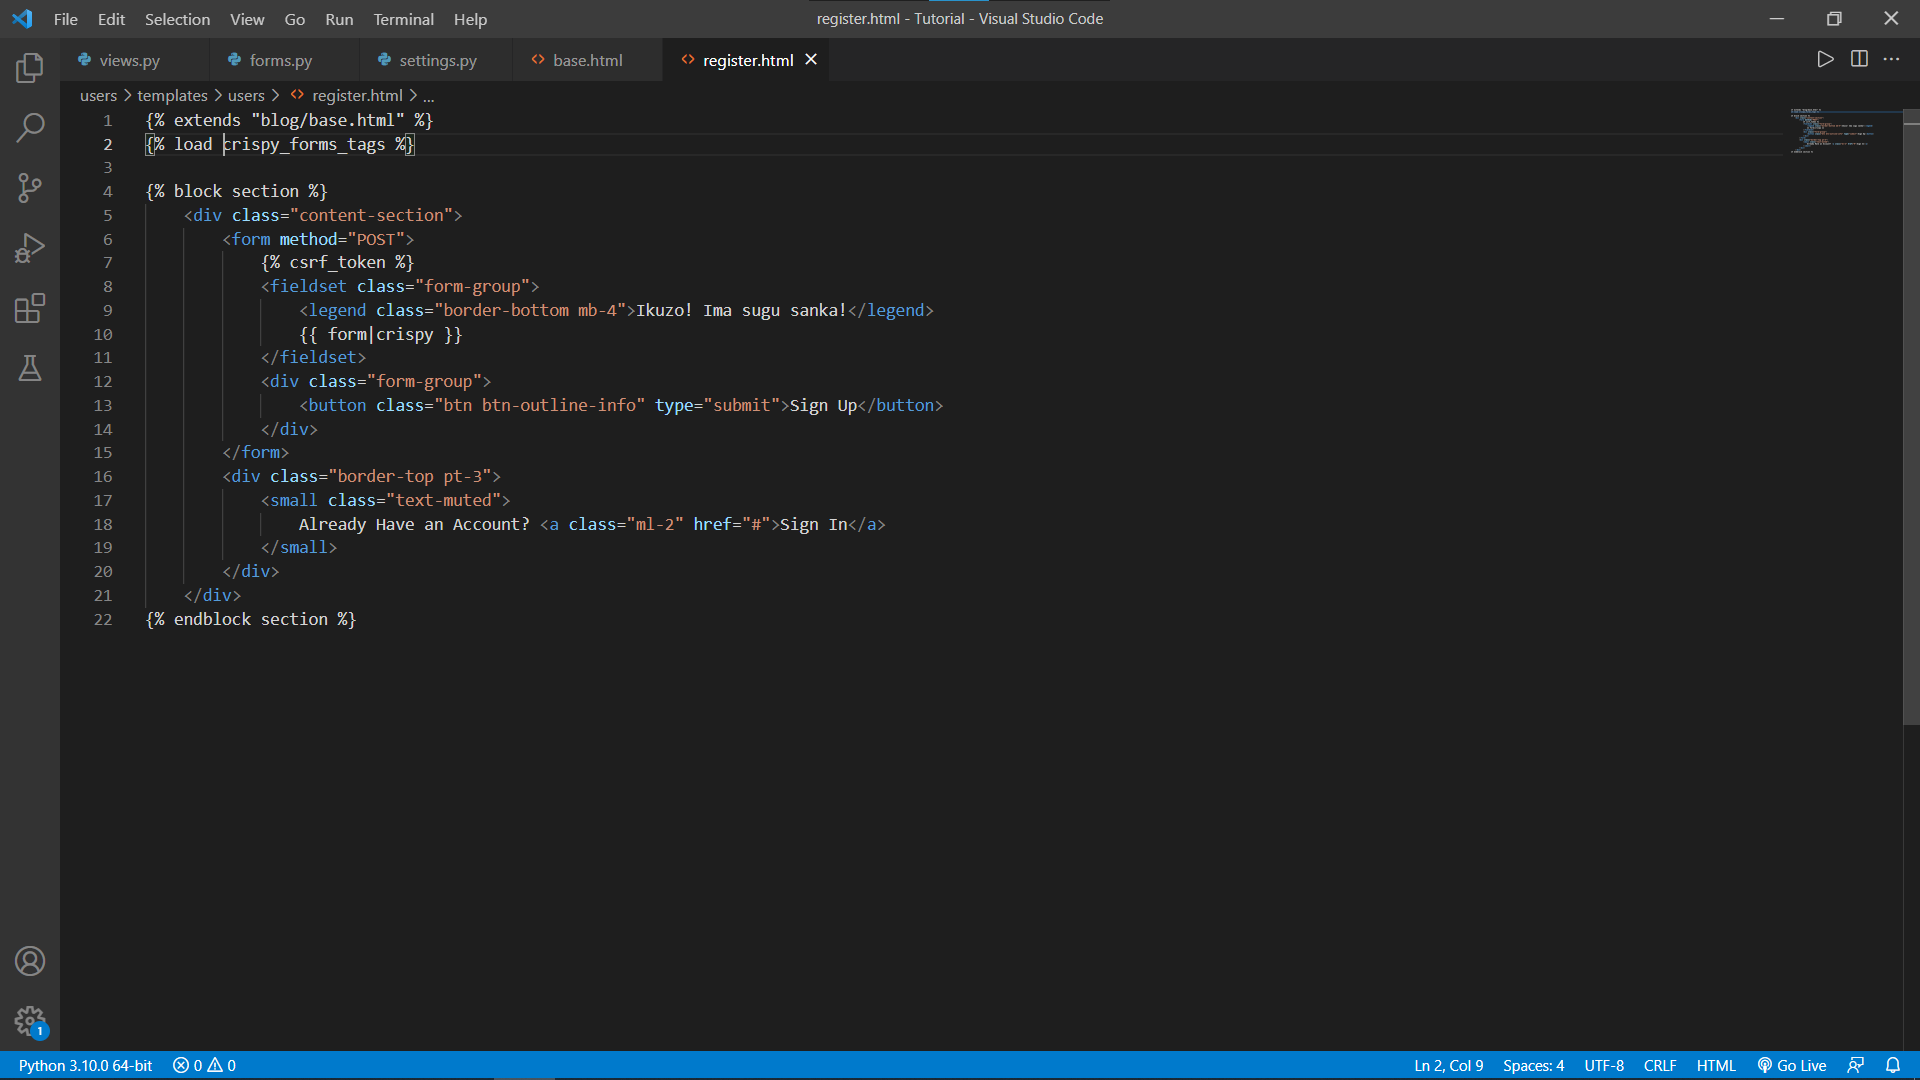 File Edit Selection View Go Run Terminal Help register.html - Tutorial - Visual Studio Code
views.py forms.py settings.py base.html register.html
users > templates > users > register.html > ...
1 {% extends "blog/base.html" %}
2 {% load crispy_forms_tags %}
3
4 {% block section %}
5 <div class="content-section">
6 <form method="POST">
7 {% csrf_token %}
8 <fieldset class="form-group">
9 <legend class="border-bottom mb-4">Ikuzo! Ima sugu sanka!</legend>
10 {{ form|crispy }}
11 </fieldset>
12 <div class="form-group">
13 <button class="btn btn-outline-info" type="submit">Sign Up</button>
14 </div>
15 </form>
16 <div class="border-top pt-3">
17 <small class="text-muted">
18 Already Have an Account? <a class="ml-2" href="#">Sign In</a>
19 </small>
20 </div>
21 </div>
22 {% endblock section %}
1
Python 3.10.0 64-bit 0 0 Ln 2, Col 9 Spaces: 4 UTF-8 CRLF HTML Go Live